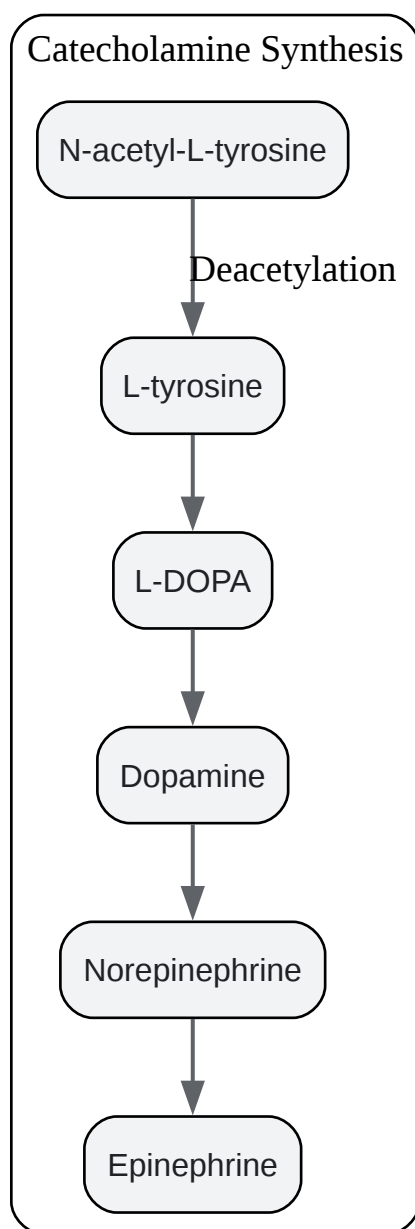 Catecholamine Synthesis
N-acetyl-L-tyrosine
Deacetylation
L-tyrosine
L-DOPA
Dopamine
Norepinephrine
Epinephrine